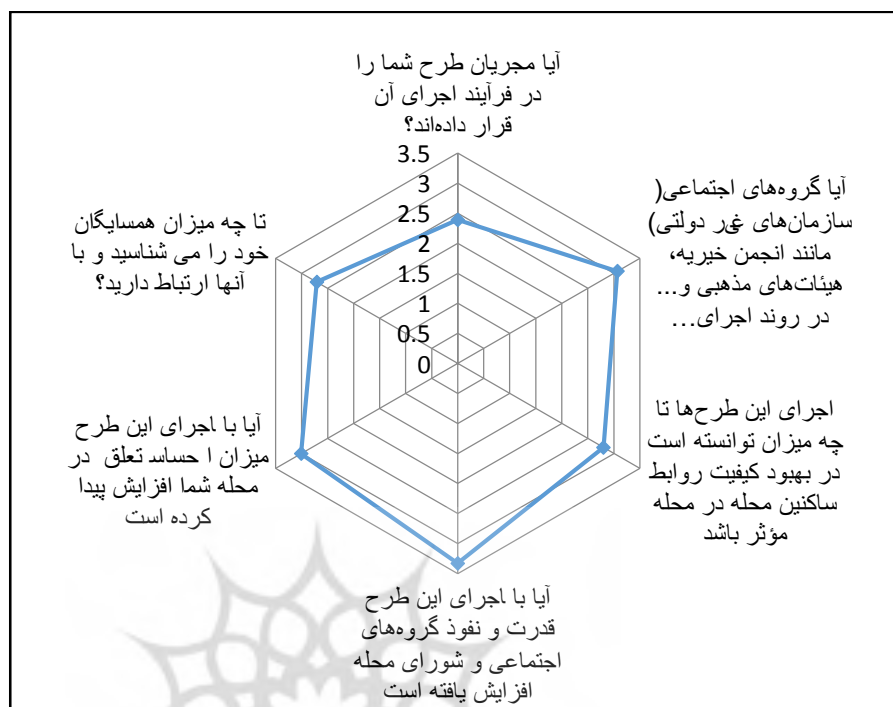 آیا مجریان طرح شما را
در فرآیند اجرای آن
قرار داده‌اند؟
3.5
3
2.5
2
1.5
1
0.5
0
آیا گروه‌های اجتماعی(
سازمان‌های غیر دولتی)
مانند انجمن خیریه،
هیئات‌های مذهبی و...
در روند اجرای...
اجرای این طرح‌ها تا
چه میزان توانسته است
در بهبود کیفیت روابط
ساکنین محله در محله
مؤثر باشد
آیا با اجرای این طرح
قدرت و نفوذ گروه‌های
اجتماعی و شورای محله
افزایش یافته است
آیا با اجرای این طرح
میزان ا حساسـ تعلق در
محله شما افزایش پیدا
کرده است
تا چه میزان همسایگان
خود را می شناسید و با
آنها ارتباط دارید؟